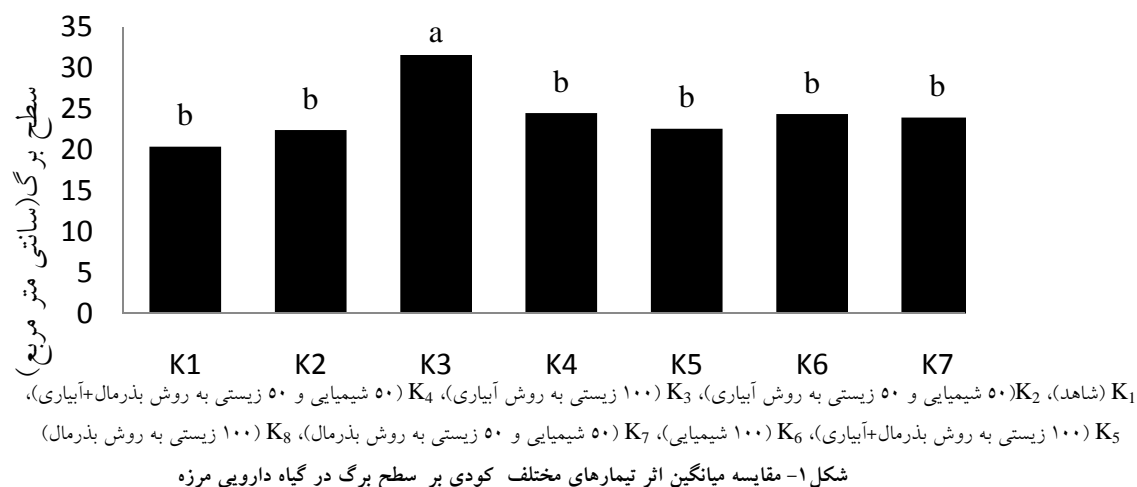 35
30
25
20
15
10
5
0
سطح برگ(سانتی متر مربع)
b b a b b b b
K1 K2 K3 K4 K5 K6 K7
K1 (شاهد)، K2(۵۰ شیمیایی و ۵۰ زیستی به روش آبیاری)، K3 (۱۰۰ زیستی به روش آبیاری)، K4 (۵۰ شیمیایی و ۵۰ زیستی به روش بذرمال+آبیاری)،
K5 (۱۰۰ زیستی به روش بذرمال+آبیاری)، K6 (۱۰۰ شیمیایی)، K7 (۵۰ شیمیایی و ۵۰ زیستی به روش بذرمال)، K8 (۱۰۰ زیستی به روش بذرمال)
شکل۱- مقایسه میانگین اثر تیمارهای مختلف کودی بر سطح برگ در گیاه دارویی مرزه